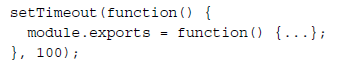 setTimeout(function() {
  module.exports = function() {...};
}, 100);